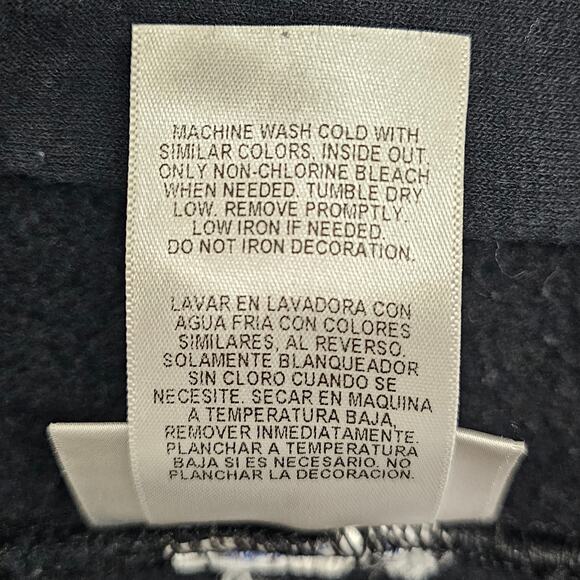 MACHINE WASH COLD WITH
SIMILAR COLORS. INSIDE OUT.
ONLY NON-CHLORINE BLEACH
WHEN NEEDED. TUMBLE DRY
LOW. REMOVE PROMPTLY.
LOW IRON IF NEEDED.
DO NOT IRON DECORATION.
LAVAR EN LAVADORA CON
AGUA FRIA CON COLORES
SIMILARES, AL REVERSO.
SOLAMENTE BLANQUEADOR
SIN CLORO CUANDO SE
NECESITE. SECAR EN MAQUINA
A TEMPERATURA BAJA.
REMOVER INMEDIATAMENTE.
PLANCHAR A TEMPERATURA
BAJA SI ES NECESARIO. NO
PLANCHAR LA DECORACIÓN.